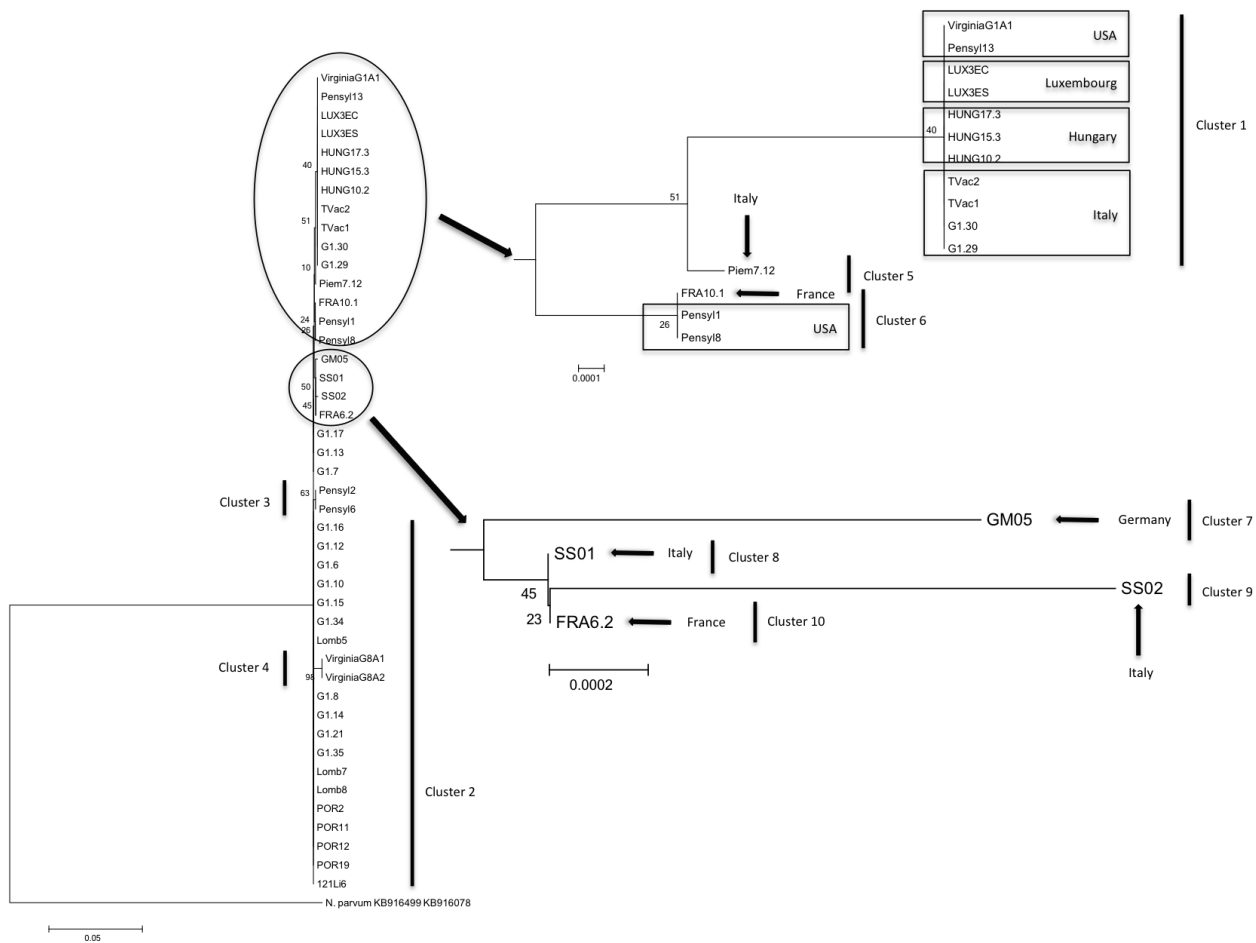 VirginiaG1A1
Pensyl13
LUX3EC
LUX3ES
HUNG17.3
40
HUNG15.3
HUNG10.2
TVac2
51
TVac1
G1.30
G1.29
10
Piem7.12
FRA10.1
24
Pensyl1
26
Pensyl8
GM05
SS01
50
SS02
45
FRA6.2
G1.17
G1.13
G1.7
Cluster 3
63
Pensyl2
Pensyl6
G1.16
G1.12
G1.6
G1.10
G1.15
G1.34
Lomb5
Cluster 4
VirginiaG8A1
98
VirginiaG8A2
G1.8
G1.14
G1.21
G1.35
Lomb7
Lomb8
POR2
POR11
POR12
POR19
121Li6
Cluster 2
N. parvum KB916499 KB916078
0.05
VirginiaG1A1
USA
Pensyl13
LUX3EC
Luxembourg
LUX3ES
HUNG17.3
40
HUNG15.3
Hungary
HUNG10.2
TVac2
TVac1
Italy
G1.30
G1.29
Cluster 1
51
Italy
Piem7.12
Cluster 5
FRA10.1
France
Pensyl1
26
USA
Pensyl8
Cluster 6
0.0001
GM05
Germany
Cluster 7
SS01
Italy
Cluster 8
45
SS02
Cluster 9
23
FRA6.2
France
Cluster 10
Italy
0.0002